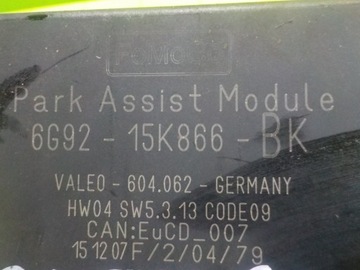 Park Assist Module
6G92 - 15K866 - BK
VALEO - 604.062 - GERMANY
HW04 SW5.3.13 CODE09
CAN:EuCD_007
151207F/2/04/79